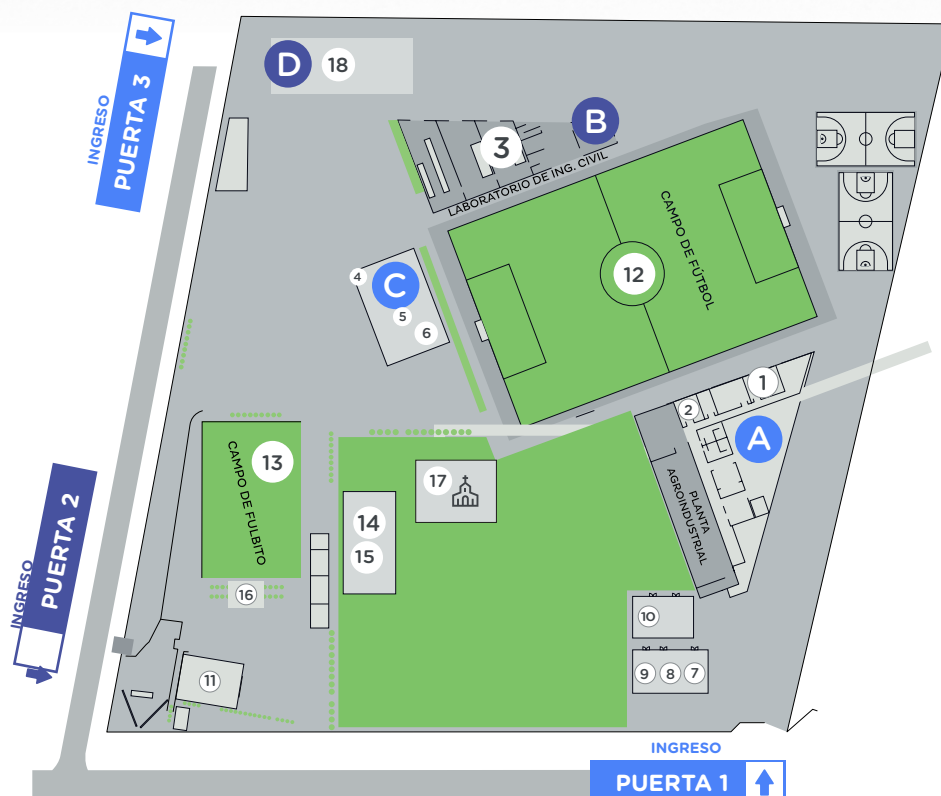 INGRESO
PUERTA 3
D
18
B
3
LABORATORIO DE ING. CÍVIL
CAMPO DE FÚTBOL
12
4
C
5
6
1
2
A
PLANTA
AGROINDUSTRIAL
13
CAMPO DE FULBITO
17
14
15
16
INGRESO
PUERTA 2
10
9
8
7
11
INGRESO
PUERTA 1